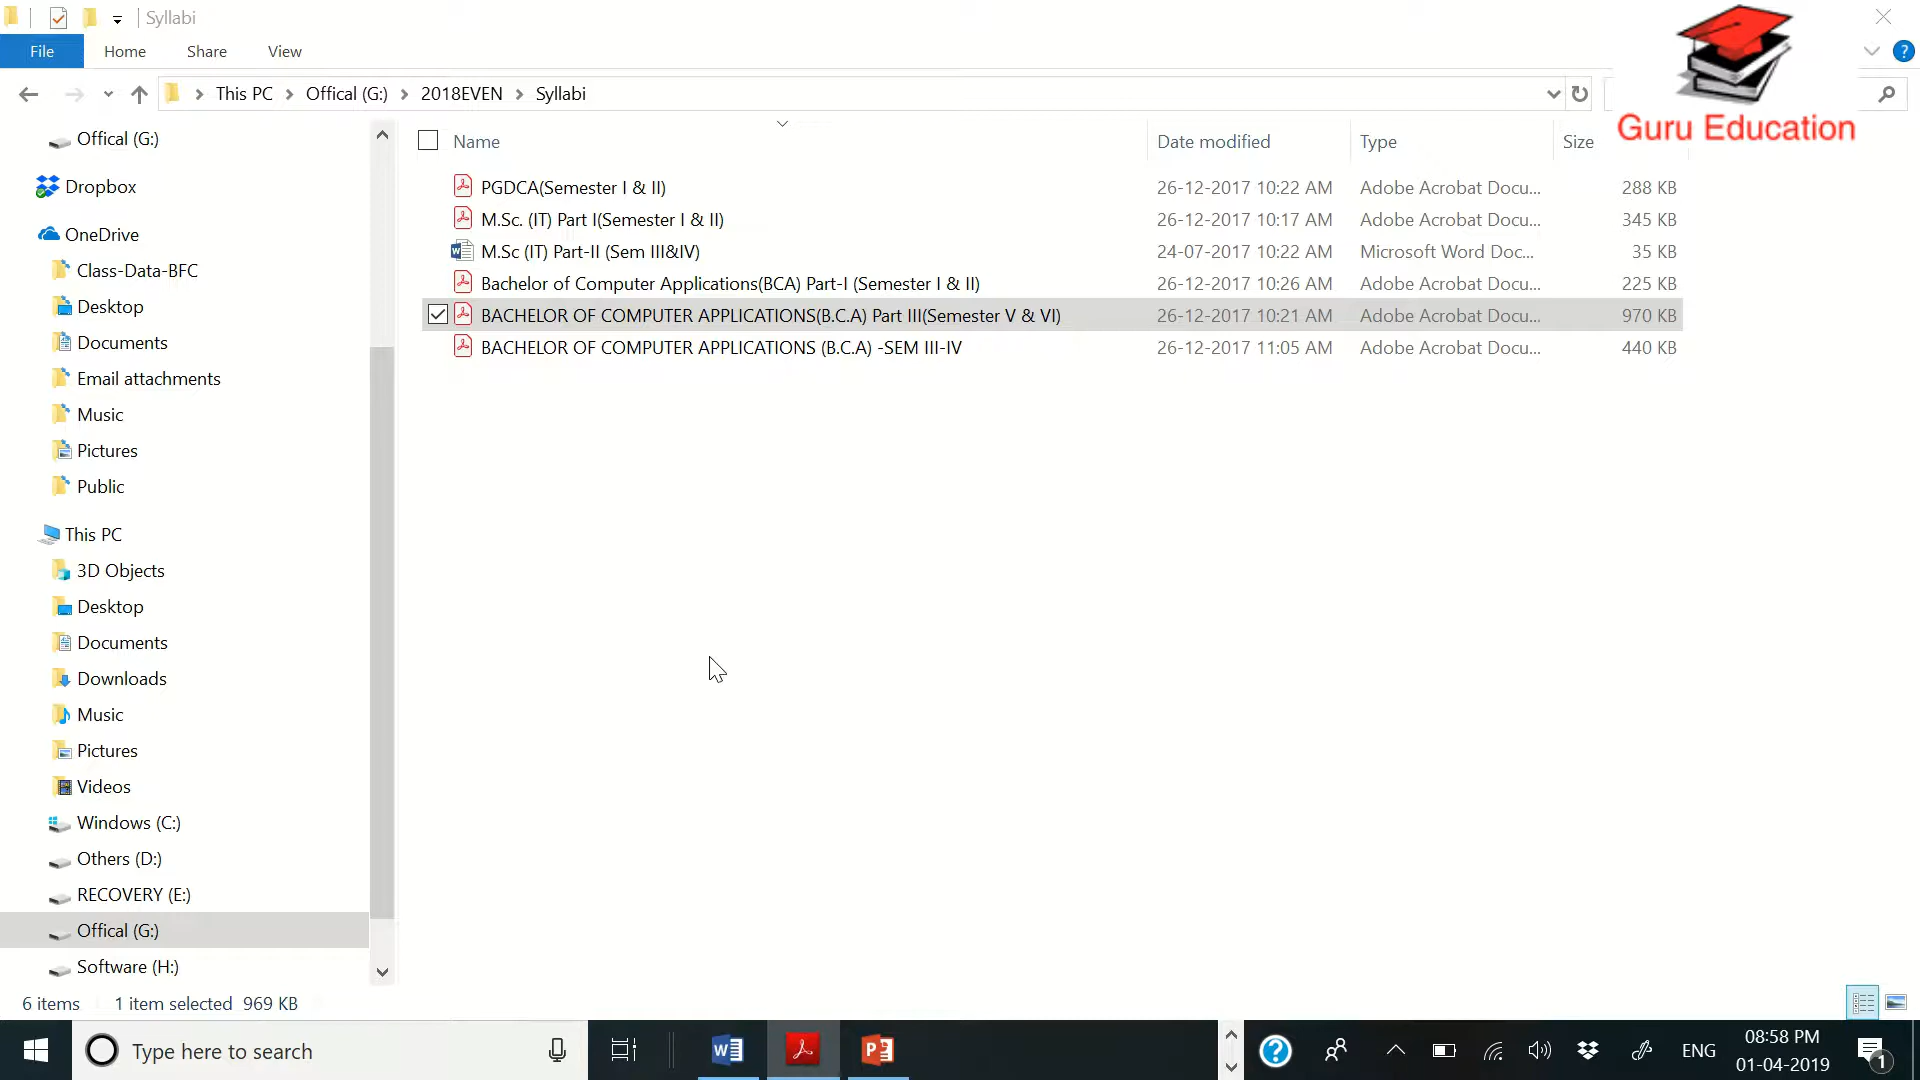 Syllabi
File Home Share View
This PC Offical (G:) 2018EVEN Syllabi
Guru Education
Offical (G:)
Dropbox
OneDrive
Class-Data-BFC
Desktop
Documents
Email attachments
Music
Pictures
Public
This PC
3D Objects
Desktop
Documents
Downloads
Music
Pictures
Videos
Windows (C:)
Others (D:)
RECOVERY (E:)
Offical (G:)
Software (H:)
Name Date modified Type Size
PGDCA(Semester I & II) 26-12-2017 10:22 AM Adobe Acrobat Docu... 288 KB
M.Sc. (IT) Part I(Semester I & II) 26-12-2017 10:17 AM Adobe Acrobat Docu... 345 KB
M.Sc (IT) Part-II (Sem III&IV) 24-07-2017 10:22 AM Microsoft Word Doc... 35 KB
Bachelor of Computer Applications(BCA) Part-I (Semester I & II) 26-12-2017 10:26 AM Adobe Acrobat Docu... 225 KB
BACHELOR OF COMPUTER APPLICATIONS(B.C.A) Part III(Semester V & VI) 26-12-2017 10:21 AM Adobe Acrobat Docu... 970 KB
BACHELOR OF COMPUTER APPLICATIONS (B.C.A) -SEM III-IV 26-12-2017 11:05 AM Adobe Acrobat Docu... 440 KB
6 items 1 item selected 969 KB
Type here to search
ENG
08:58 PM
01-04-2019
1